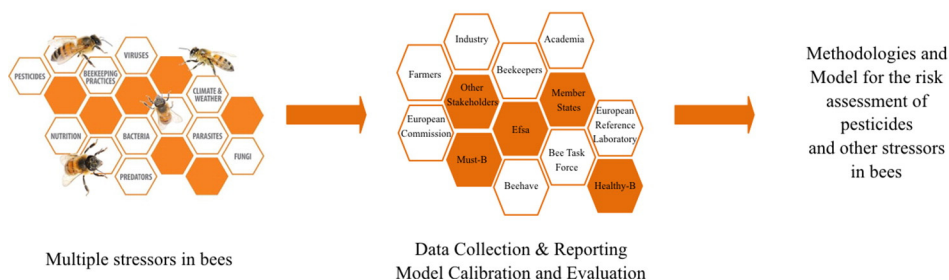 VIRUSES
PESTICIDES
BEEKEEPING
PRACTICES
CLIMATE &
WEATHER
NUTRITION
BACTERIA
PARASITES
PREDATORS
FUNGI
Multiple stressors in bees
Industry
Academia
Farmers
Beekeepers
Other
Stakeholders
Member
States
European
Commission
Efsa
European
Reference
Laboratory
Must-B
Bee Task
Force
Beehave
Healthy-B
Data Collection & Reporting
Model Calibration and Evaluation
Methodologies and
Model for the risk
assessment of
pesticides
and other stressors
in bees